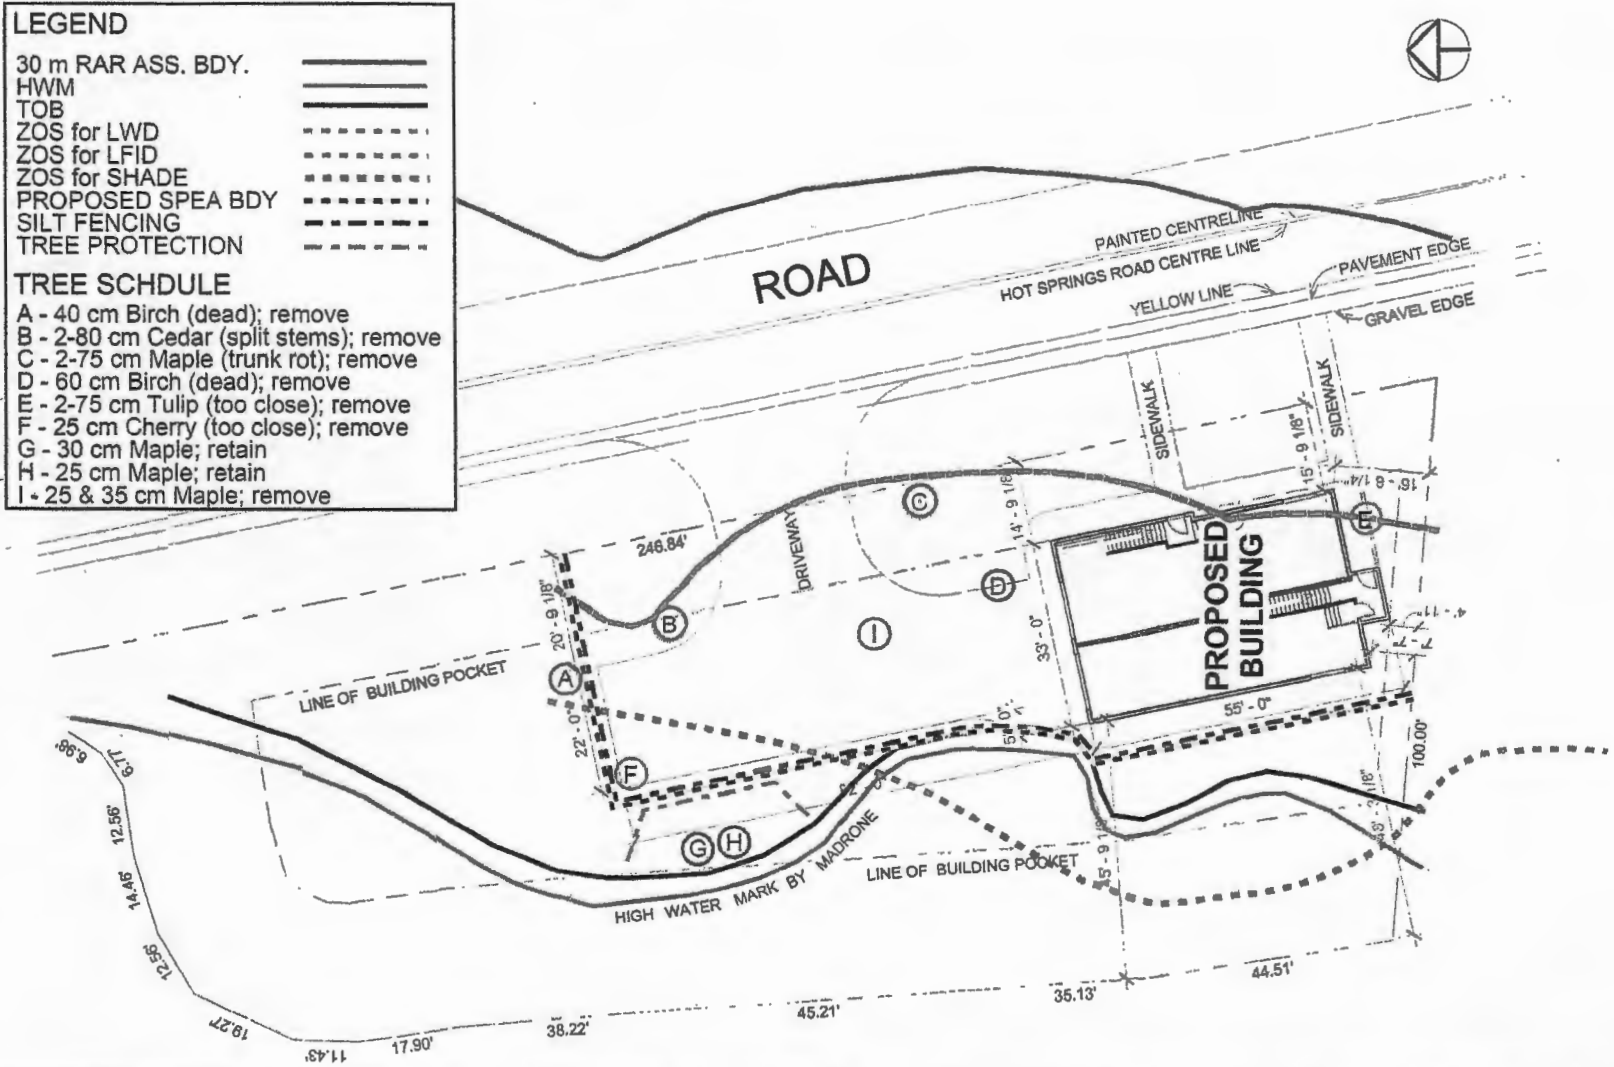 LEGEND
30 m RAR ASS. BDY.
HWM
TOB
ZOS for LWD
ZOS for LFID
ZOS for SHADE
PROPOSED SPEA BDY
SILT FENCING
TREE PROTECTION
TREE SCHDULE
A - 40 cm Birch (dead); remove
B - 2-80 cm Cedar (split stems); remove
C - 2-75 cm Maple (trunk rot); remove
D - 60 cm Birch (dead); remove
E - 2-75 cm Tulip (too close); remove
F - 25 cm Cherry (too close); remove
G - 30 cm Maple; retain
H - 25 cm Maple; retain
I - 25 & 35 cm Maple; remove
ROAD
PAINTED CENTRELINE
HOT SPRINGS ROAD CENTRE LINE
YELLOW LINE
PAVEMENT EDGE
GRAVEL EDGE
SIDEWALK
SIDEWALK
15' - 9 1/8"
16' - 8 1/4"
14' - 9 1/8"
246.84'
DRIVEWAY
C
E
D
B
I
A
F
G
H
20' - 9 1/8"
22' - 0"
33' - 0"
PROPOSED
BUILDING
4' - 11"
7' - 7"
55' - 0"
100.00'
LINE OF BUILDING POCKET
LINE OF BUILDING POCKET
HIGH WATER MARK BY MADRONE
6.98'
6.77'
12.56'
14.46'
12.56'
19.27'
11.43'
17.90'
38.22'
45.21'
35.13'
44.51'